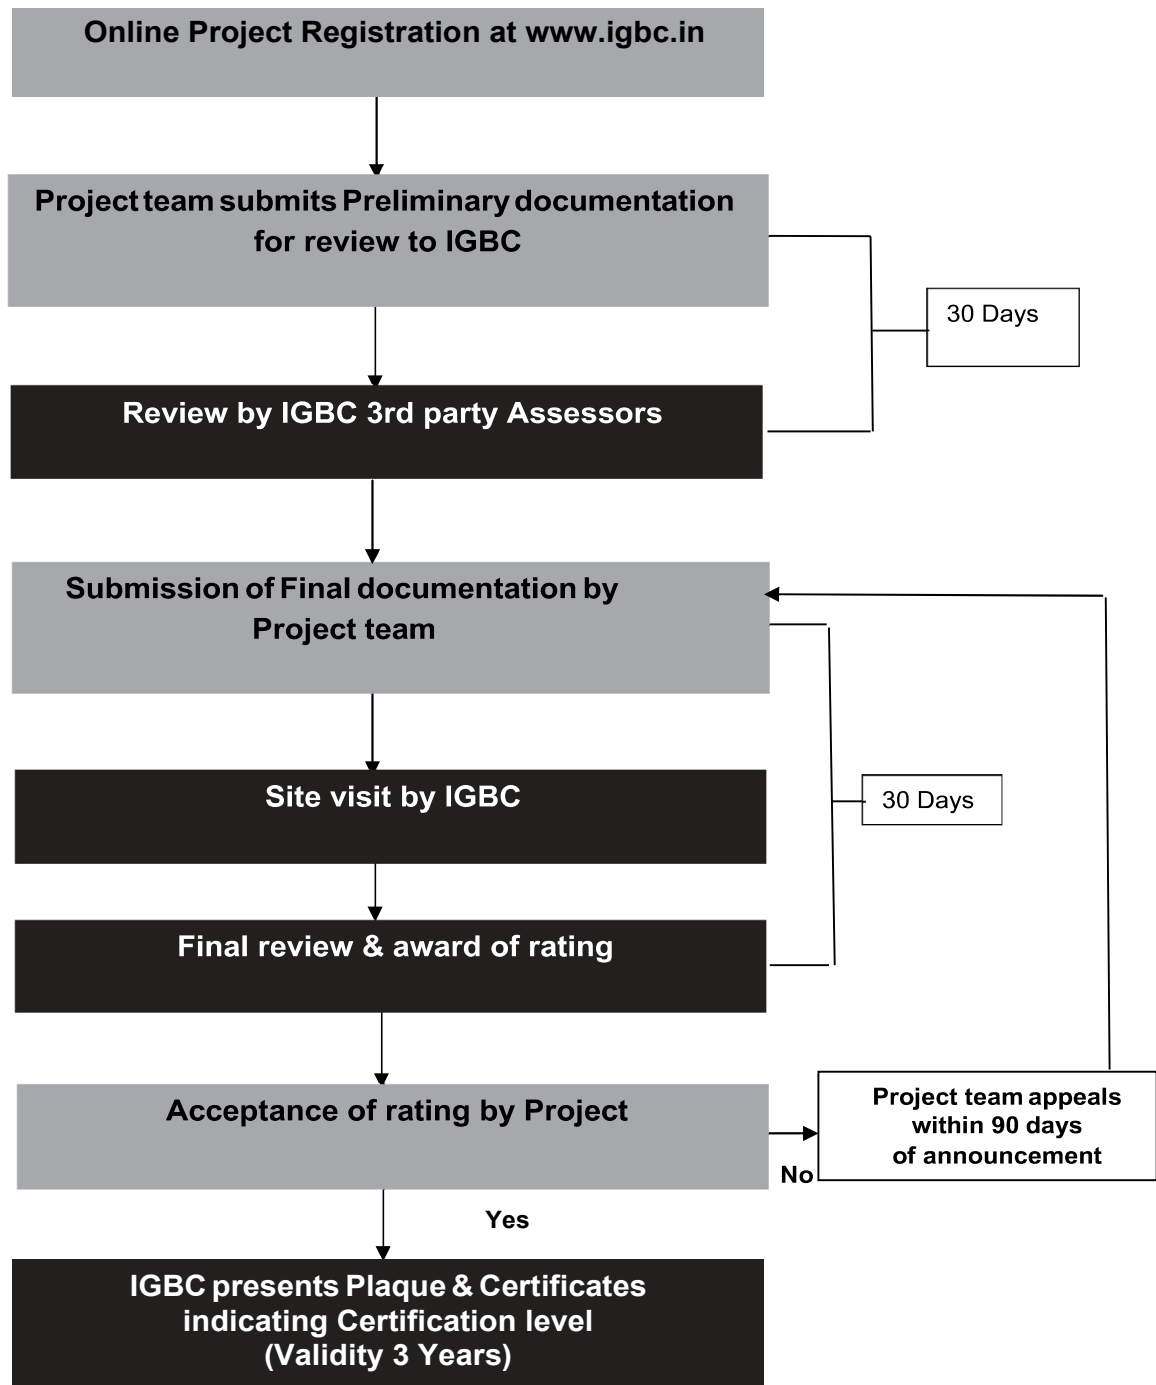 Online Project Registration at www.igbc.in
Project team submits Preliminary documentation
for review to IGBC
30 Days
Review by IGBC 3rd party Assessors
Submission of Final documentation by
Project team
Site visit by IGBC
30 Days
Final review & award of rating
Acceptance of rating by Project
No
Project team appeals
within 90 days
of announcement
Yes
IGBC presents Plaque & Certificates
indicating Certification level
(Validity 3 Years)